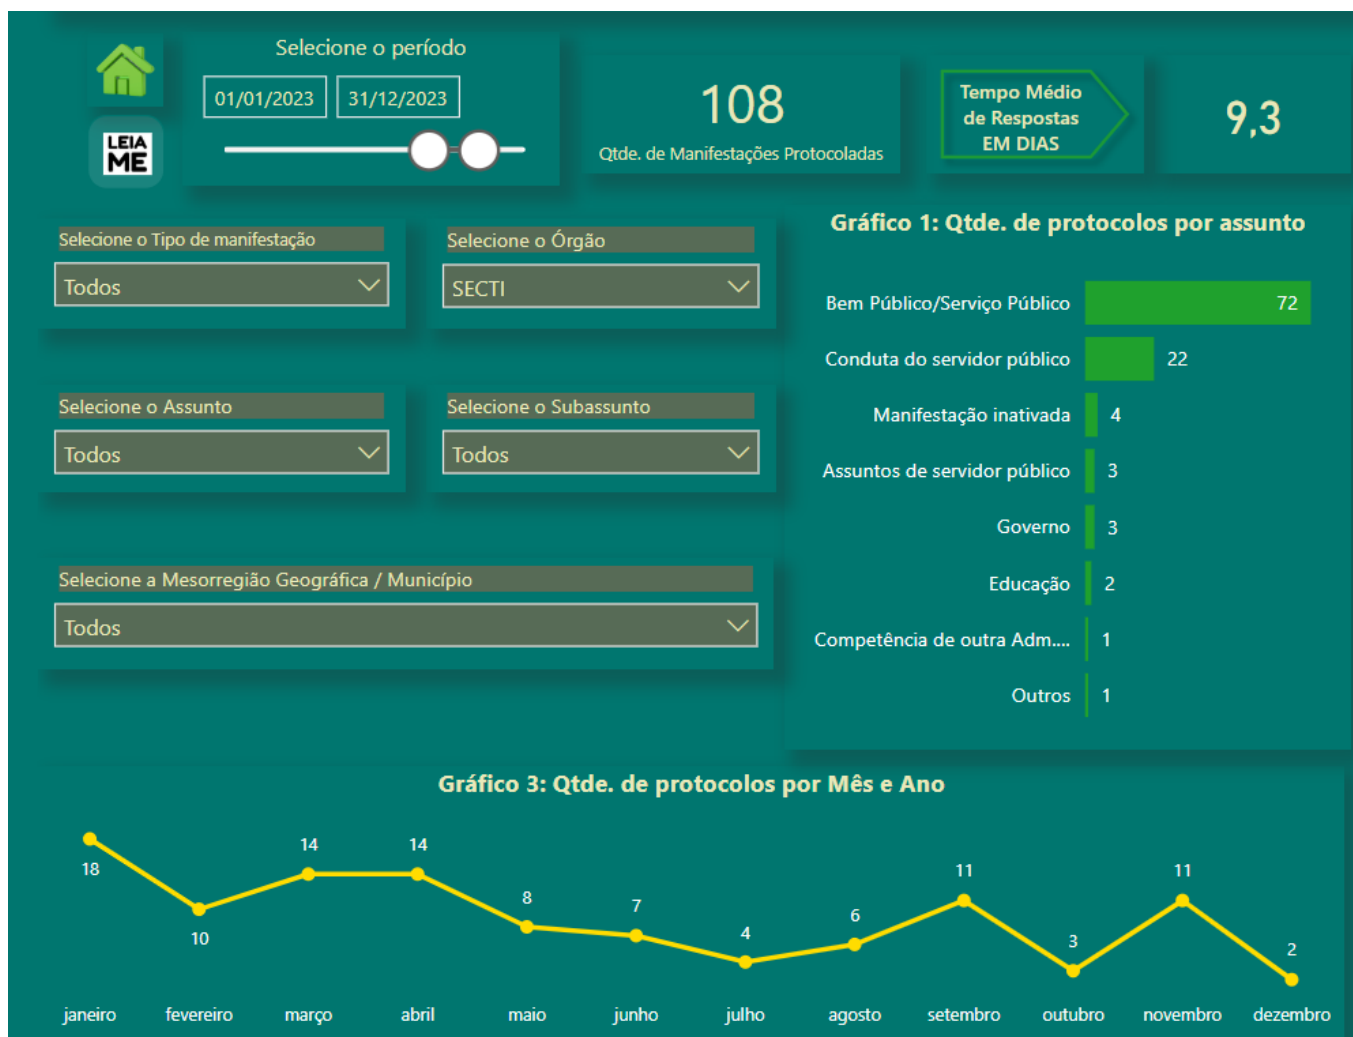 Selecione o período
01/01/2023
31/12/2023
LEIA
ME
108
Qtde. de Manifestações Protocoladas
Tempo Médio
de Respostas
EM DIAS
9,3
Selecione o Tipo de manifestação
Todos
Selecione o Órgão
SECTI
Selecione o Assunto
Todos
Selecione o Subassunto
Todos
Selecione a Mesorregião Geográfica / Município
Todos
Gráfico 1: Qtde. de protocolos por assunto
Bem Público/Serviço Público 72
Conduta do servidor público 22
Manifestação inativada 4
Assuntos de servidor público 3
Governo 3
Educação 2
Competência de outra Adm.... 1
Outros 1
Gráfico 3: Qtde. de protocolos por Mês e Ano
18 10 14 14 8 7 4 6 11 3 11 2
janeiro fevereiro março abril maio junho julho agosto setembro outubro novembro dezembro